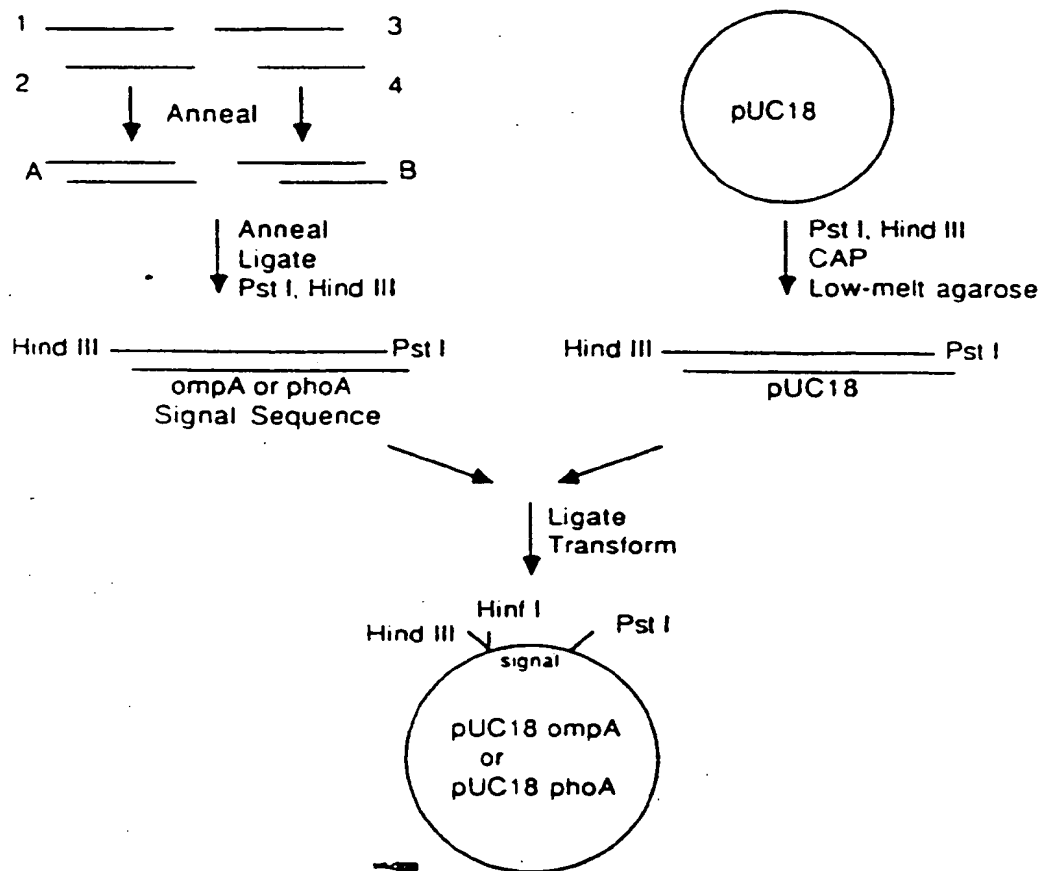 1 3
2 4
Anneal
A B
Anneal
Ligate
Pst I, Hind III
pUC18
Pst I, Hind III
CAP
Low-melt agarose
Hind III Pst I
ompA or phoA
Signal Sequence
Hind III Pst I
pUC18
Ligate
Transform
Hinf I
Hind III Pst I
signal
pUC18 ompA
or
pUC18 phoA